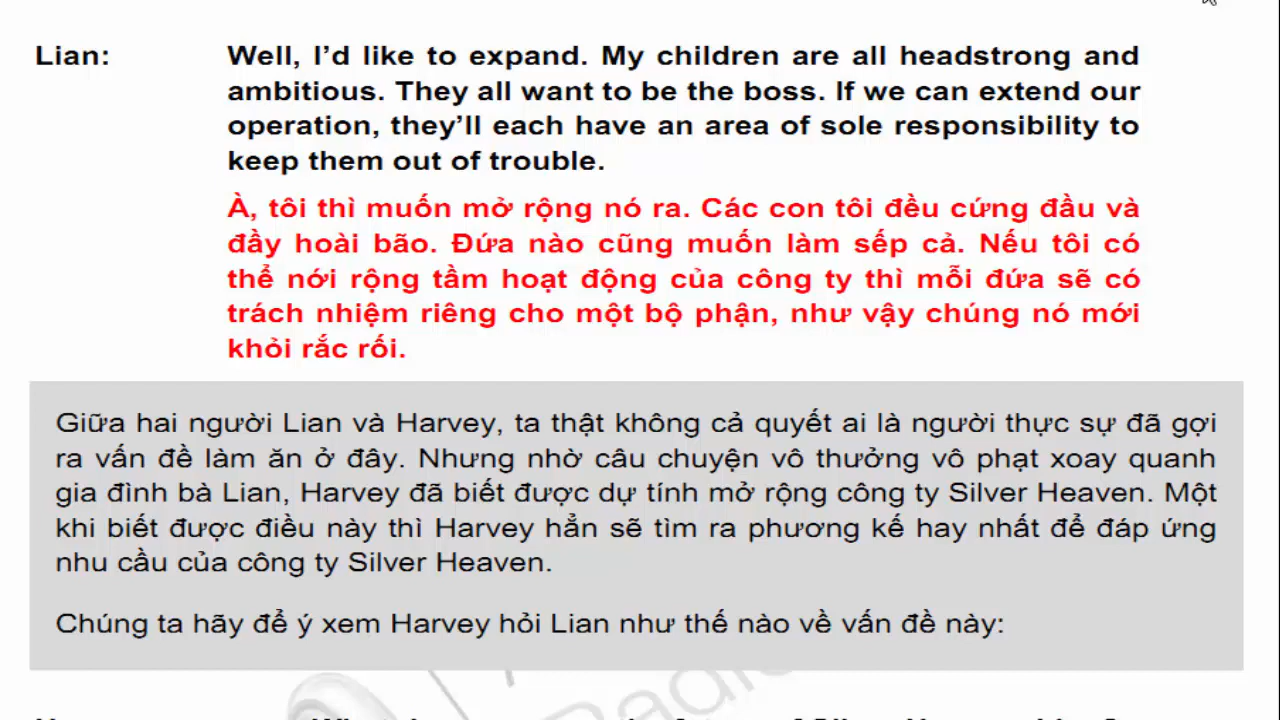 Lian: Well, I'd like to expand. My children are all headstrong and
ambitious. They all want to be the boss. If we can extend our
operation, they'll each have an area of sole responsibility to
keep them out of trouble.
À, tôi thì muốn mở rộng nó ra. Các con tôi đều cứng đầu và
đầy hoài bão. Đứa nào cũng muốn làm sếp cả. Nếu tôi có
thể nới rộng tầm hoạt động của công ty thì mỗi đứa sẽ có
trách nhiệm riêng cho một bộ phận, như vậy chúng nó mới
khỏi rắc rối.
Giữa hai người Lian và Harvey, ta thật không cả quyết ai là người thực sự đã gợi
ra vấn đề làm ăn ở đây. Nhưng nhờ câu chuyện vô thưởng vô phạt xoay quanh
gia đình bà Lian, Harvey đã biết được dự tính mở rộng công ty Silver Heaven. Một
khi biết được điều này thì Harvey hẳn sẽ tìm ra phương kế hay nhất để đáp ứng
nhu cầu của công ty Silver Heaven.
Chúng ta hãy để ý xem Harvey hỏi Lian như thế nào về vấn đề này: